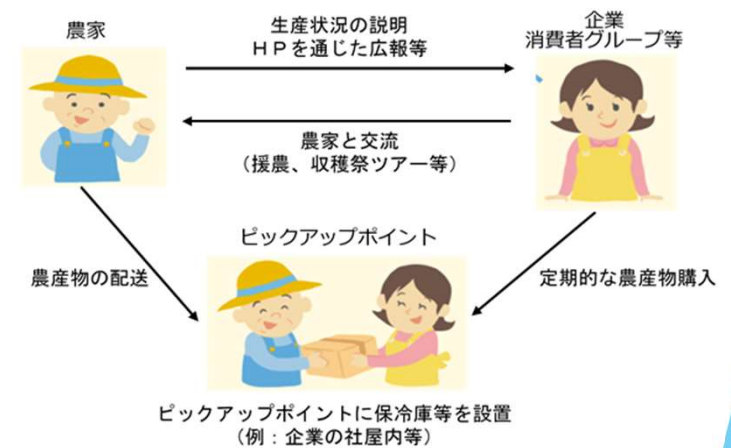 農家
生産状況の説明
ＨＰを通じた広報等
企業
消費者グループ等
農家と交流
（援農、収穫祭ツアー等）
ピックアップポイント
農産物の配送
定期的な農産物購入
ピックアップポイントに保冷庫等を設置
（例：企業の社屋内等）